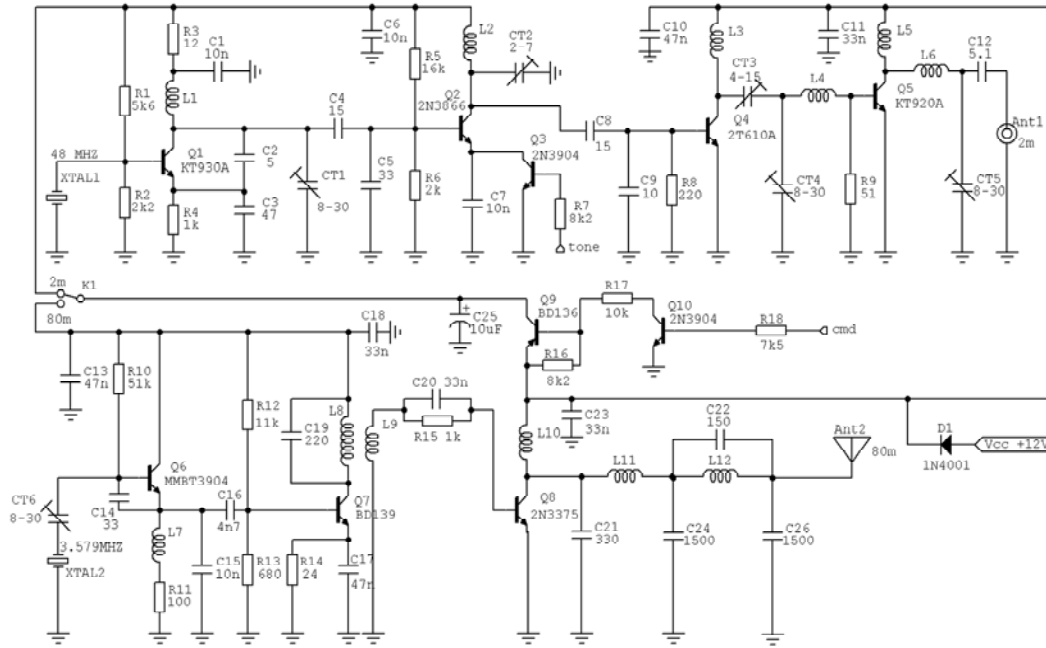 R3
12
C1
10n
C6
10n
R5
16k
L2
CT2
2-7
C10
47n
L3
C11
33n
L5
L6
C12
5.1
R1
5k6
L1
C4
15
Q2
2N3866
CT3
4-15
L4
Q5
KT920A
Ant1
2m
48 MHZ
XTAL1
Q1
KT930A
C2
5
CT1
8-30
C5
33
Q3
2N3904
C8
15
Q4
2T610A
R2
2k2
R4
1k
C3
47
R6
2k
C7
10n
R7
8k2
tone
C9
10
R8
220
CT4
8-30
R9
51
CT5
8-30
2m
K1
80m
C25
10uF
+
Q9
BD136
R17
10k
Q10
2N3904
R18
7k5
cmd
C18
33n
R16
8k2
C13
47n
R10
51k
R12
11k
C19
220
L8
L9
C20 33n
R15 1k
L10
C23
33n
C22
150
Ant2
80m
D1
1N4001
Vcc +12V
L11
L12
Q6
MMBT3904
CT6
8-30
C14
33
C16
4n7
Q7
BD139
Q8
2N3375
3.579MHZ
XTAL2
L7
R11
100
C15
10n
R13
680
R14
24
C17
47n
C21
330
C24
1500
C26
1500